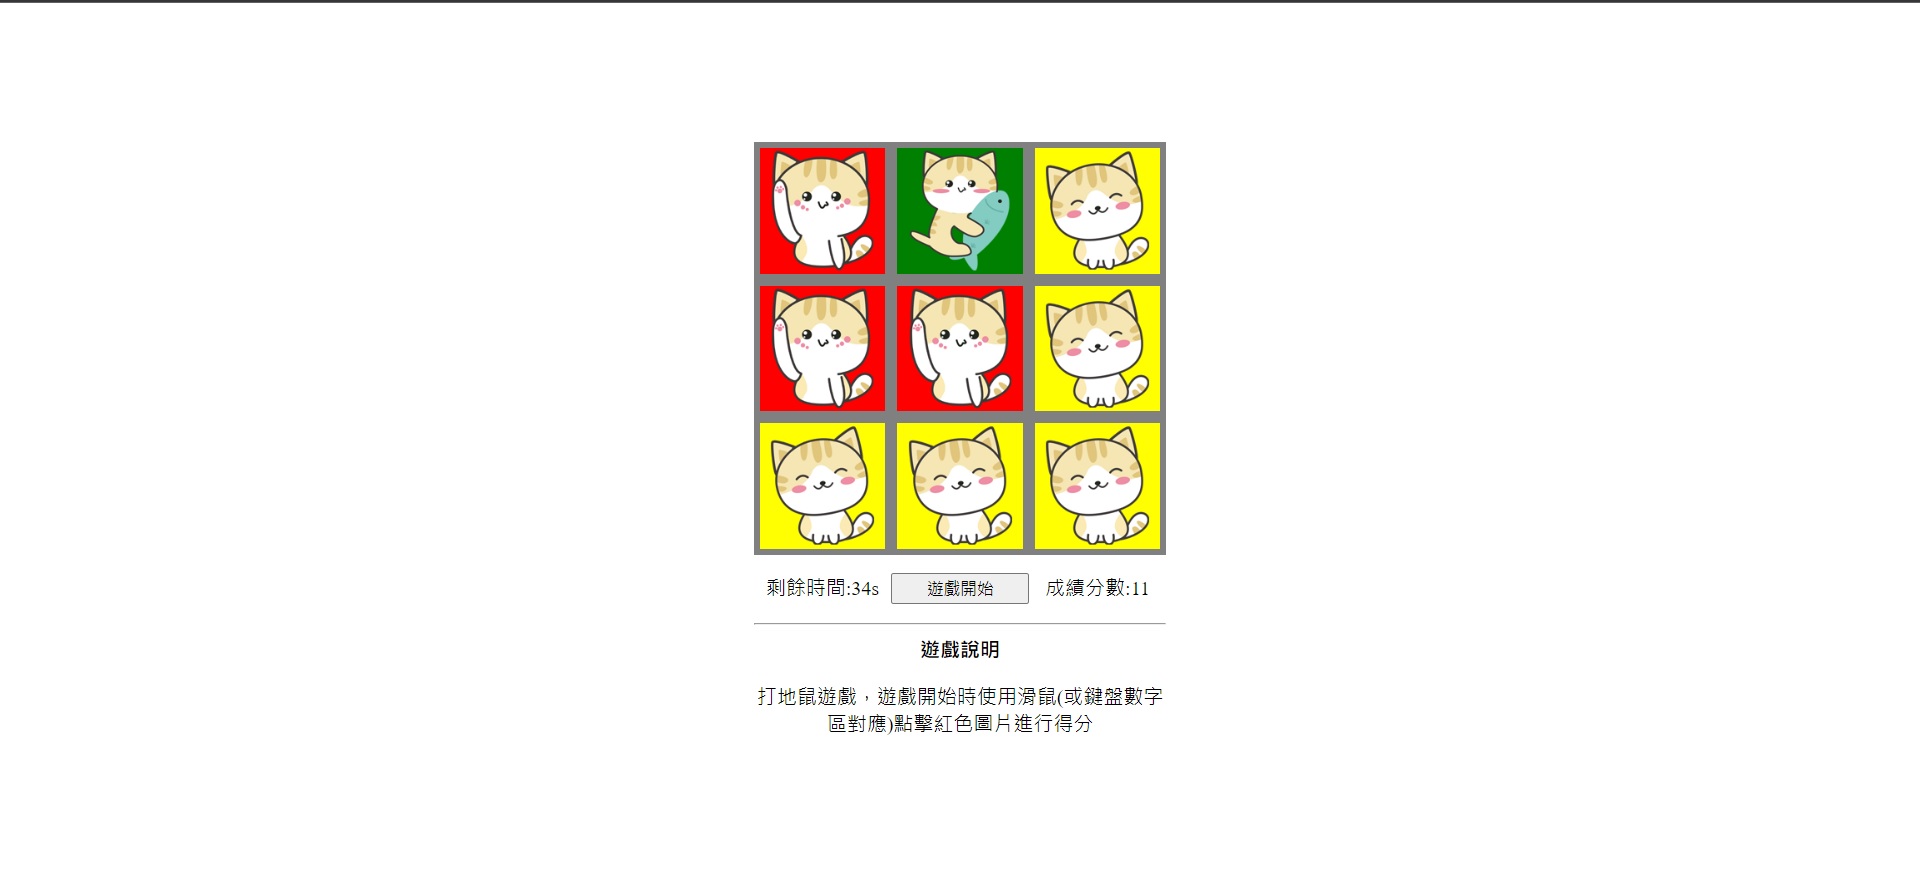 剩餘時間:34s 遊戲開始 成績分數:11
遊戲說明
打地鼠遊戲，遊戲開始時使用滑鼠(或鍵盤數字
區對應)點擊紅色圖片進行得分